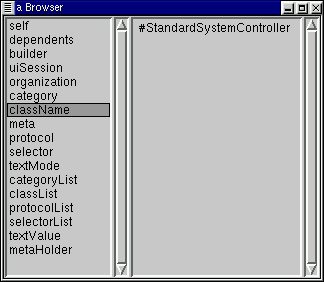 a Browser
self
dependents
builder
uiSession
organization
category
className
meta
protocol
selector
textMode
categoryList
classList
protocolList
selectorList
textValue
metaHolder
#StandardSystemController